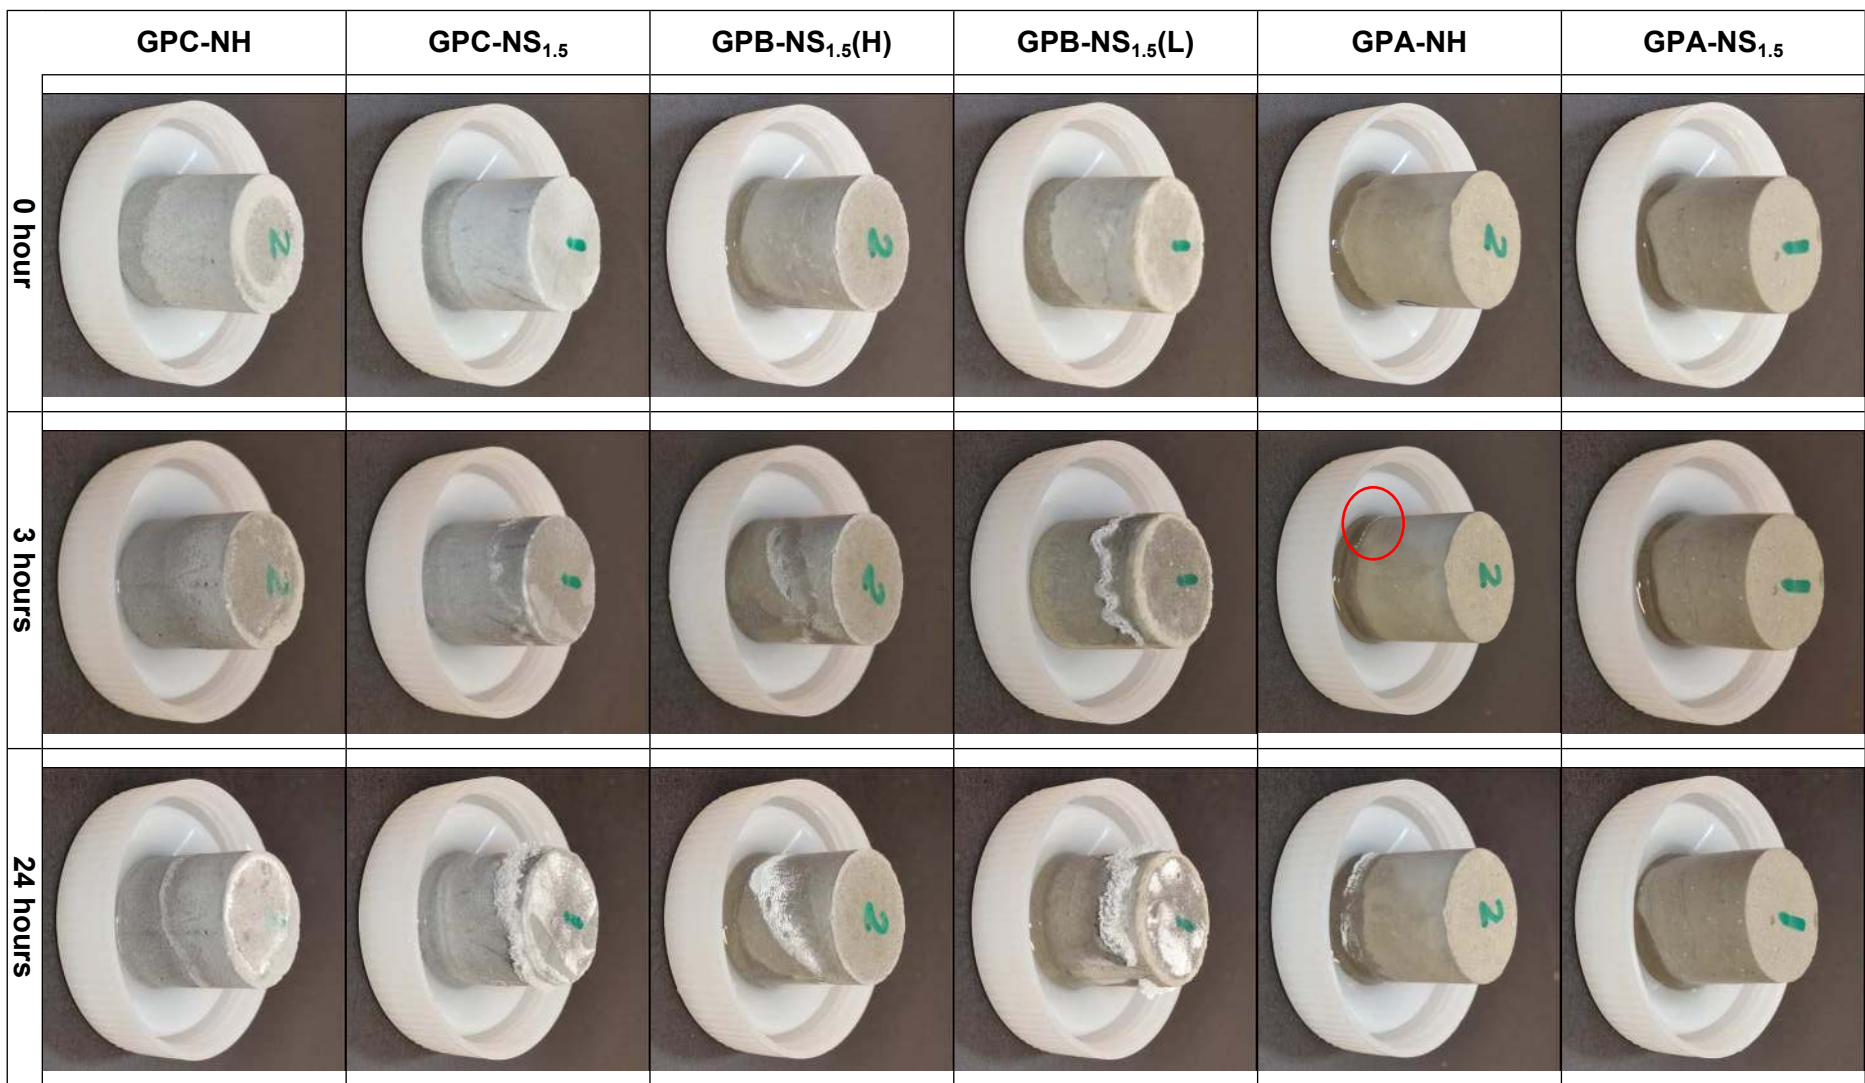 GPC-NH GPC-NS1.5 GPB-NS1.5(H) GPB-NS1.5(L) GPA-NH GPA-NS1.5
0 hour
2 1 2 1 2 1
3 hours
2 1 2 1 2 1
24 hours
2 1 2 1 2 1